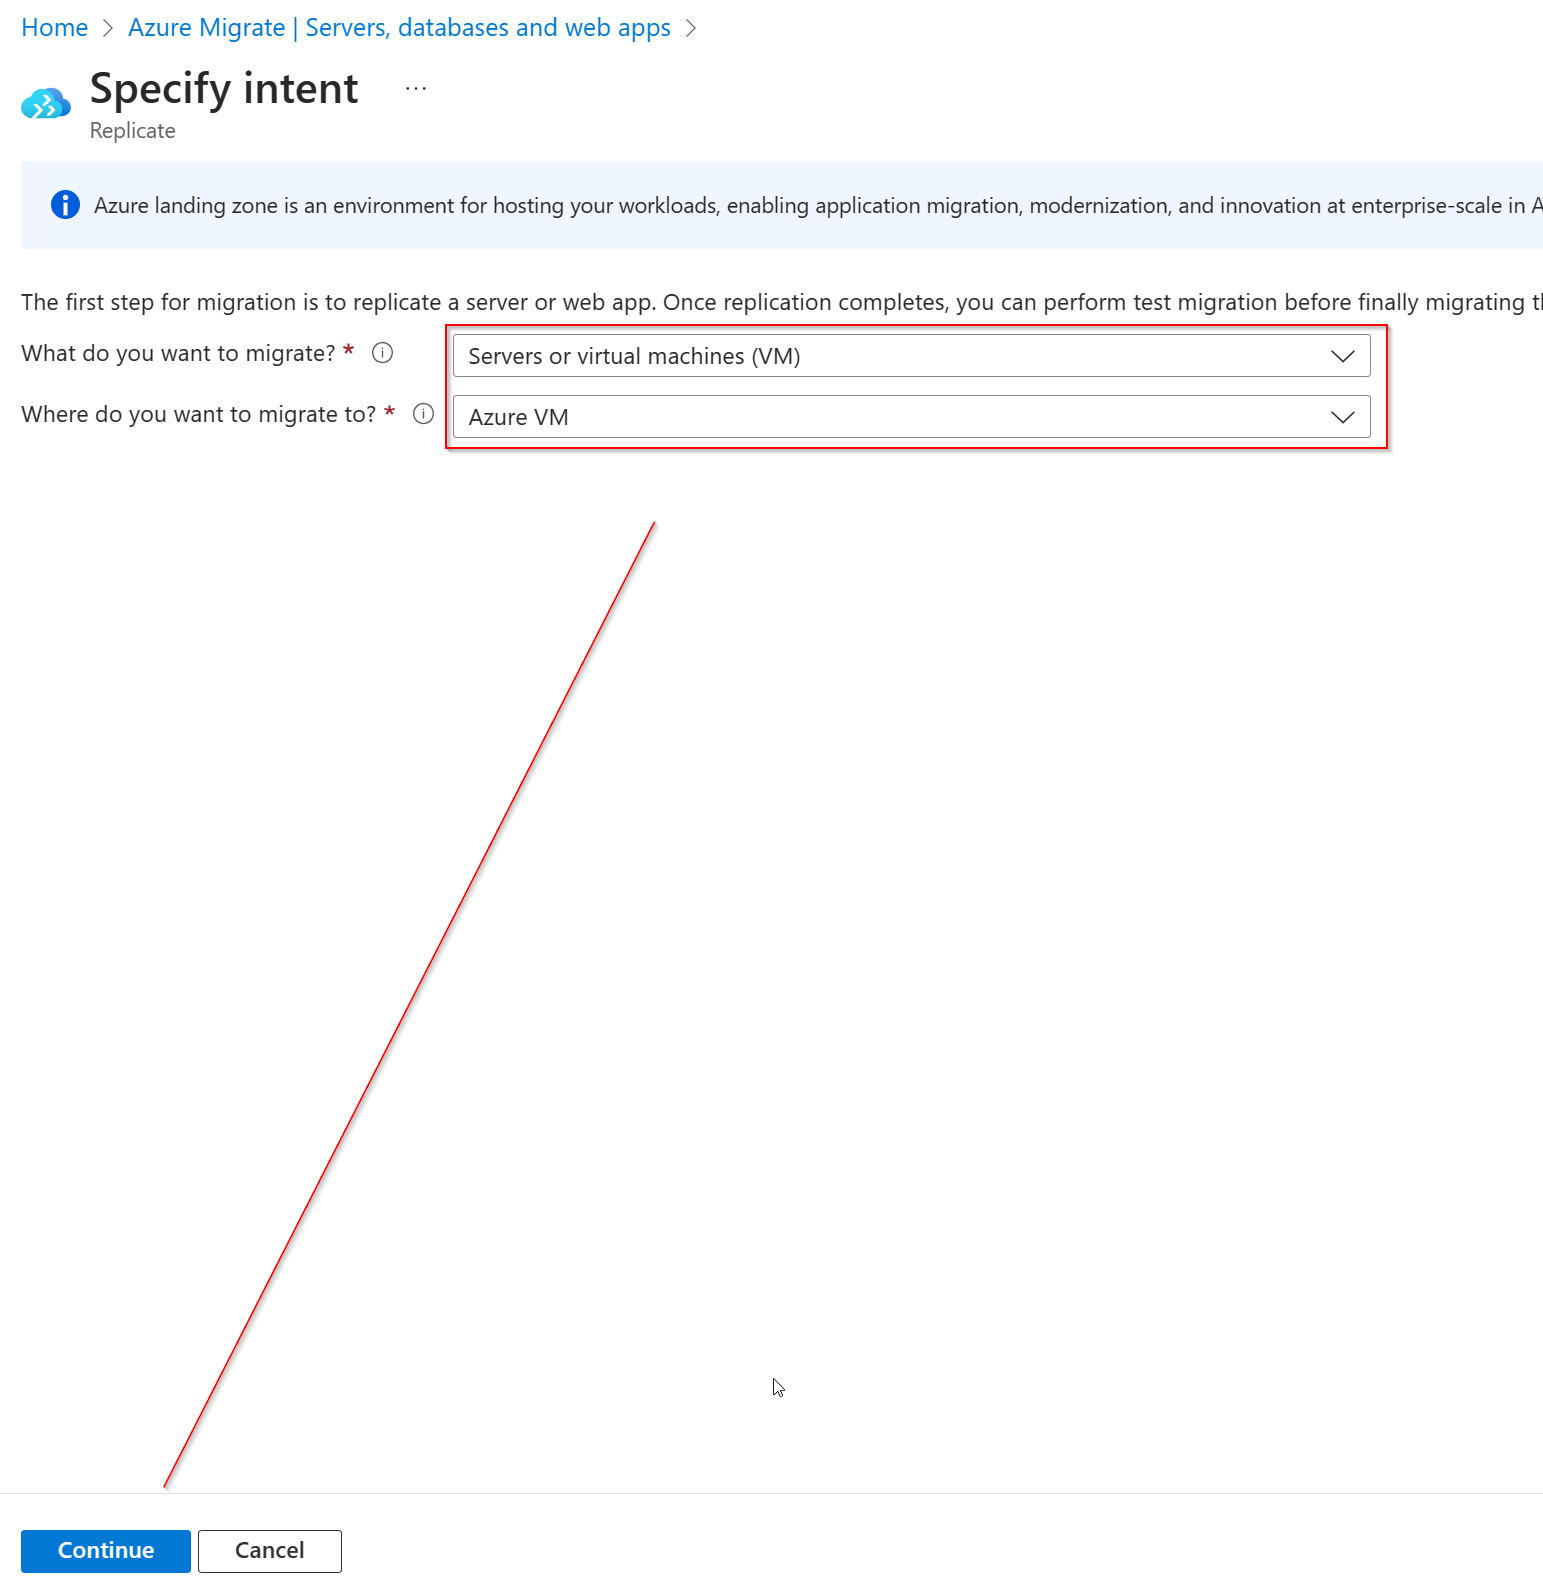 Home > Azure Migrate | Servers, databases and web apps >
Specify intent ...
Replicate
Azure landing zone is an environment for hosting your workloads, enabling application migration, modernization, and innovation at enterprise-scale in A
The first step for migration is to replicate a server or web app. Once replication completes, you can perform test migration before finally migrating th
What do you want to migrate? * Servers or virtual machines (VM)
Where do you want to migrate to? * Azure VM
Continue Cancel